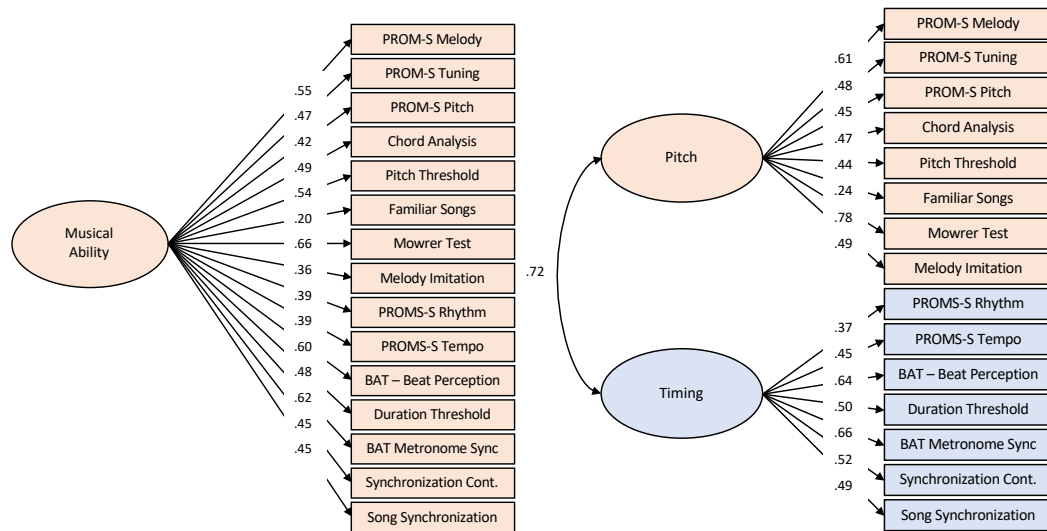 PROM-S Melody
PROM-S Tuning
PROM-S Pitch
Chord Analysis
Pitch Threshold
Familiar Songs
Mowrer Test
Melody Imitation
PROMS-S Rhythm
PROMS-S Tempo
BAT – Beat Perception
Duration Threshold
BAT Metronome Sync
Synchronization Cont.
Song Synchronization
.55
.47
.42
.49
.54
.20
.66
.36
.39
.39
.60
.48
.62
.45
.45
Musical
Ability
.72
Pitch
Timing
.61
.48
.45
.47
.44
.24
.78
.49
.37
.45
.64
.50
.66
.52
.49
PROM-S Melody
PROM-S Tuning
PROM-S Pitch
Chord Analysis
Pitch Threshold
Familiar Songs
Mowrer Test
Melody Imitation
PROMS-S Rhythm
PROMS-S Tempo
BAT – Beat Perception
Duration Threshold
BAT Metronome Sync
Synchronization Cont.
Song Synchronization